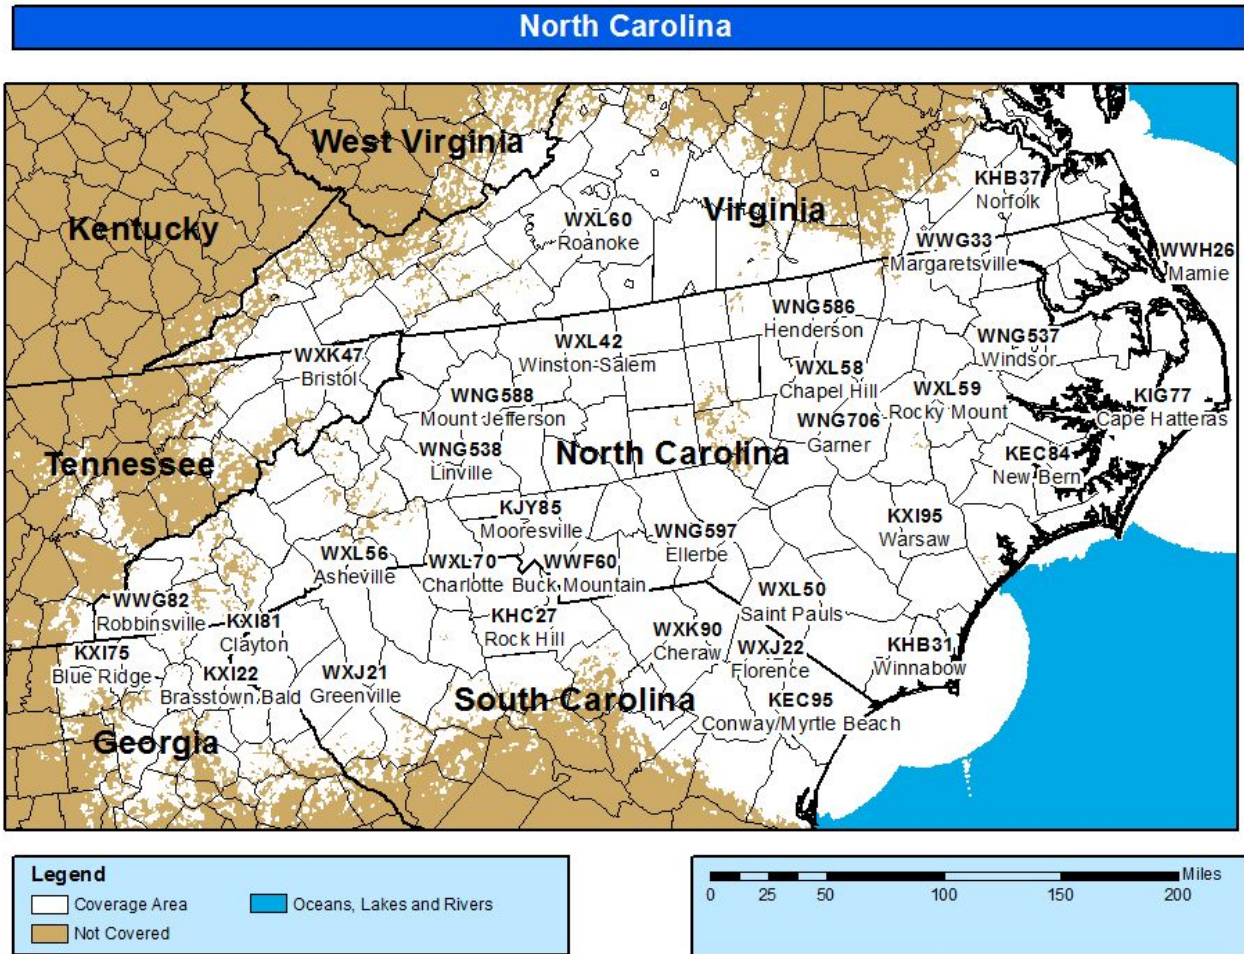 North Carolina
West Virginia
Kentucky
Virginia
Tennessee
North Carolina
South Carolina
Georgia
KHB37
Norfolk
WXL60
Roanoke
WWG33
Margaretsville
WWH26
Mamie
WNG586
Henderson
WNG537
Windsor
WXK47
Bristol
WXL42
Winston-Salem
WXL58
Chapel Hill
WXL59
Rocky Mount
WNG588
Mount Jefferson
KIG77
Cape Hatteras
WNG706
Garner
WNG538
Linville
KEC84
New Bern
KJY85
Mooresville
KXI95
Warsaw
WNG597
Ellerbe
WXL56
Asheville
WXL70
Charlotte
WWF60
Buck Mountain
WXL50
Saint Pauls
WWG82
Robbinsville
KXI81
Clayton
KHC27
Rock Hill
WXK90
Cheraw
WXJ22
Florence
KHB31
Winnabow
KXI75
Blue Ridge
KXI22
Brasstown Bald
WXJ21
Greenville
KEC95
Conway/Myrtle Beach
Legend
Coverage Area
Oceans, Lakes and Rivers
Not Covered
Miles
0 25 50 100 150 200